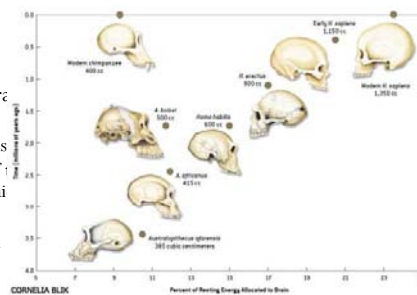 0.0
0.5
1.0
1.5
2.0
2.5
3.0
3.5
4.0
Time (millions of years ago)
Modern chimpanzee
400 cc
Early H. sapiens
1,150 cc
Modern H. sapiens
1,350 cc
H. erectus
900 cc
A. boisei
500 cc
Homo habilis
600 cc
A. africanus
415 cc
Australopithecus afarensis
385 cubic centimeters
5
7
9
11
13
15
17
19
21
23
CORNELIA BLIK
Percent of Resting Energy Allocated to Brain